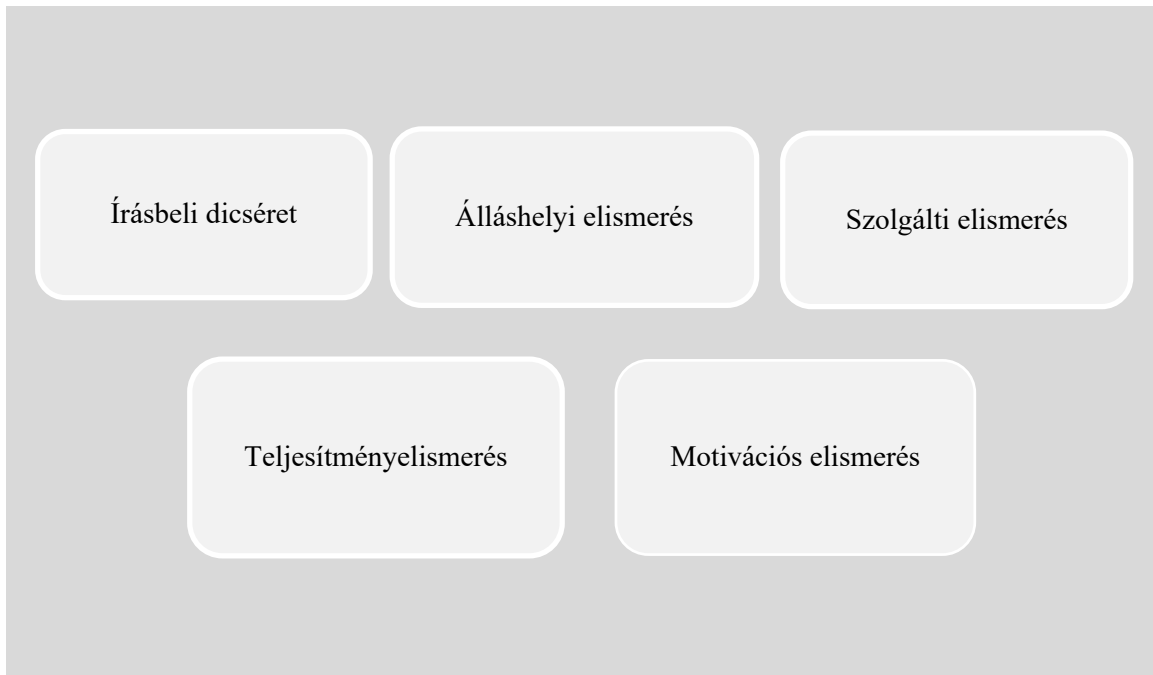 Írásbeli dicséret
Álláshelyi elismerés
Szolgálti elismerés
Teljesítményelismerés
Motivációs elismerés